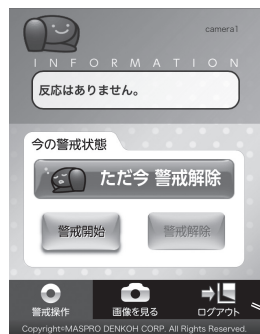 camera1
INFORMATION
反応はありません。
今の警戒状態
ただ今 警戒解除
警戒開始
警戒解除
警戒操作
画像を見る
ログアウト
Copyright©MASPRO DENKOH CORP. All Rights Reserved.